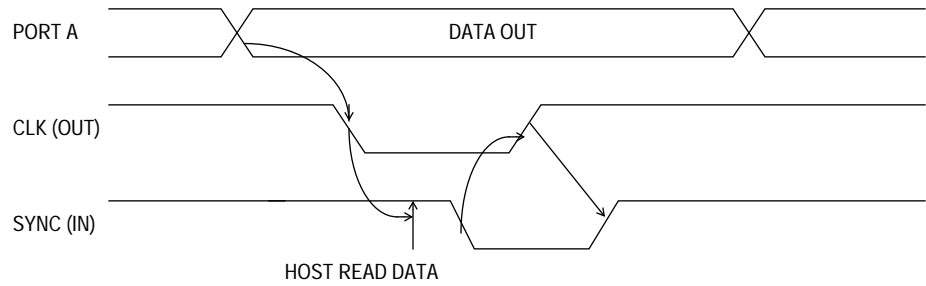 PORT A
DATA OUT
CLK (OUT)
SYNC (IN)
HOST READ DATA